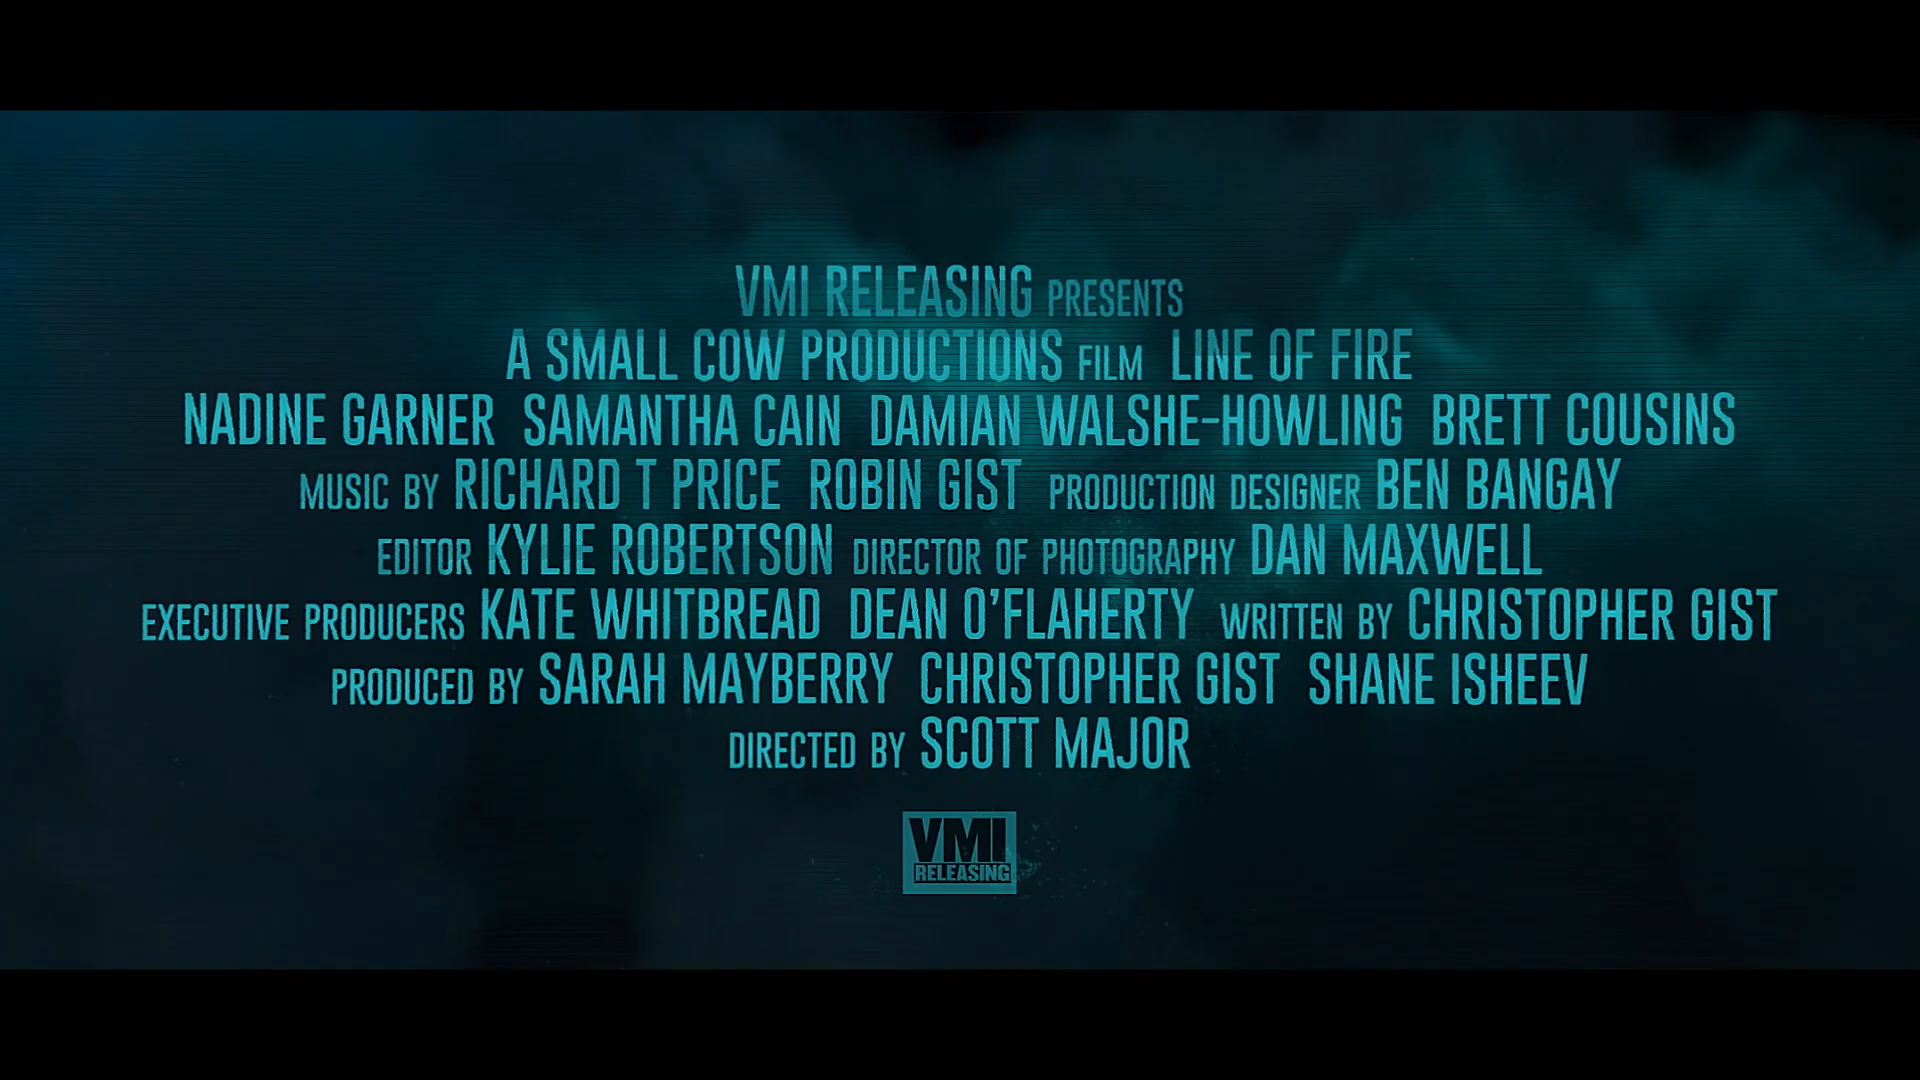 VMI RELEASING PRESENTS
A SMALL COW PRODUCTIONS FILM LINE OF FIRE
NADINE GARNER SAMANTHA CAIN DAMIAN WALSHE-HOWLING BRETT COUSINS
MUSIC BY RICHARD T PRICE ROBIN GIST PRODUCTION DESIGNER BEN BANGAY
EDITOR KYLIE ROBERTSON DIRECTOR OF PHOTOGRAPHY DAN MAXWELL
EXECUTIVE PRODUCERS KATE WHITBREAD DEAN O'FLAHERTY WRITTEN BY CHRISTOPHER GIST
PRODUCED BY SARAH MAYBERRY CHRISTOPHER GIST SHANE ISHEEV
DIRECTED BY SCOTT MAJOR
VMI
RELEASING